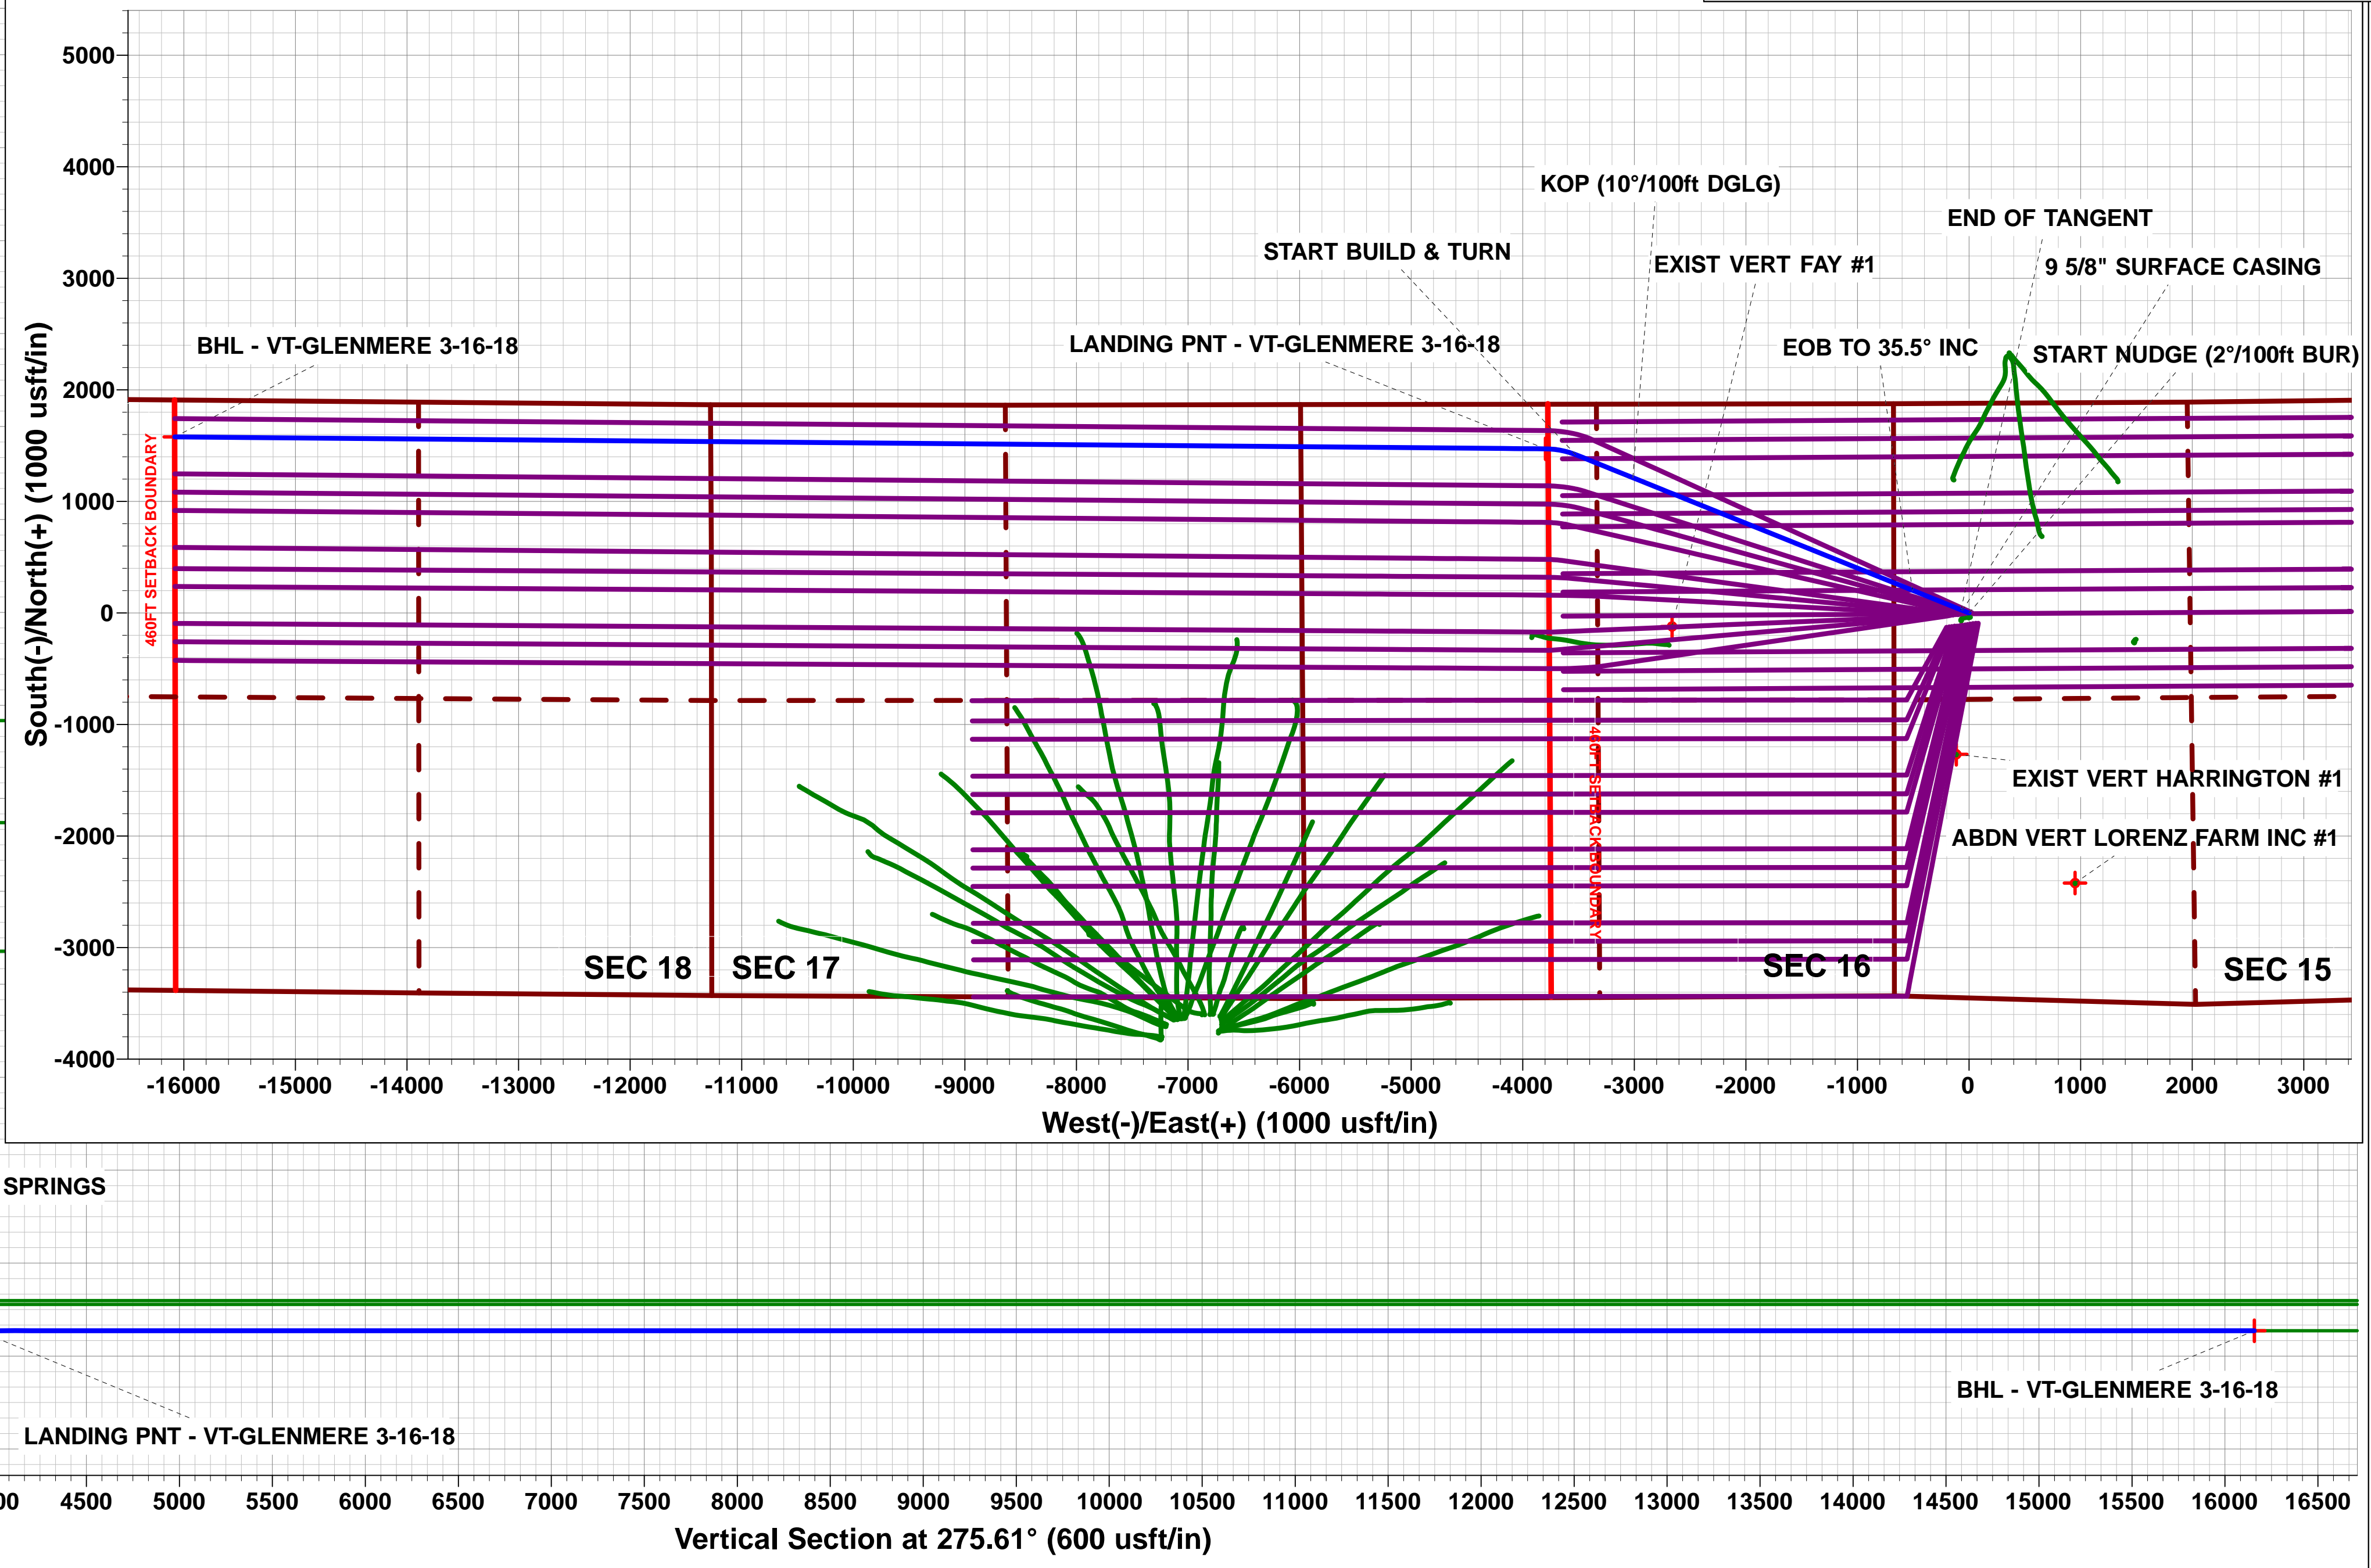 5000
4000
KOP (10°/100ft DGLG)
END OF TANGENT
START BUILD & TURN
EXIST VERT FAY #1
9 5/8" SURFACE CASING
3000
BHL - VT-GLENMERE 3-16-18
LANDING PNT - VT-GLENMERE 3-16-18
EOB TO 35.5° INC
START NUDGE (2°/100ft BUR)
2000
460FT SETBACK BOUNDARY
1000
South(-)/North(+) (1000 usft/in)
0
-1000
460FT SETBACK BOUNDARY
EXIST VERT HARRINGTON #1
-2000
ABDN VERT LORENZ FARM INC #1
-3000
SEC 18
SEC 17
SEC 16
SEC 15
-4000
-16000 -15000 -14000 -13000 -12000 -11000 -10000 -9000 -8000 -7000 -6000 -5000 -4000 -3000 -2000 -1000 0 1000 2000 3000
West(-)/East(+) (1000 usft/in)
SPRINGS
BHL - VT-GLENMERE 3-16-18
LANDING PNT - VT-GLENMERE 3-16-18
00 4500 5000 5500 6000 6500 7000 7500 8000 8500 9000 9500 10000 10500 11000 11500 12000 12500 13000 13500 14000 14500 15000 15500 16000 16500
Vertical Section at 275.61° (600 usft/in)